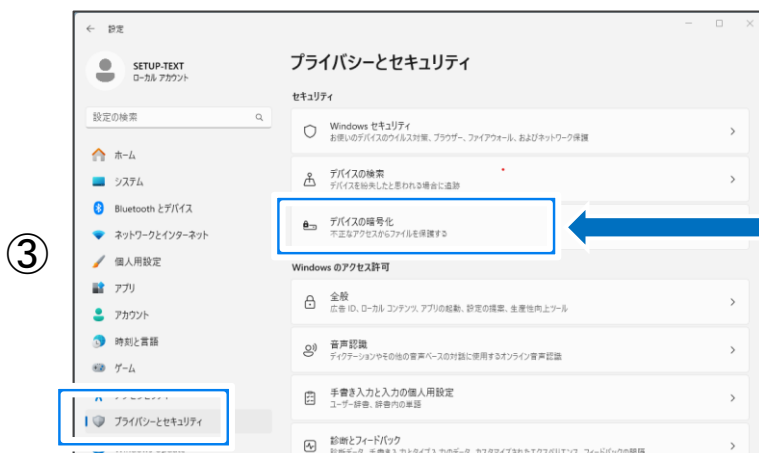 ← 設定
SETUP-TEXT
ローカル アカウント
設定の検索
ホーム
システム
Bluetooth とデバイス
ネットワークとインターネット
個人用設定
アプリ
アカウント
時刻と言語
ゲーム
プライバシーとセキュリティ
③
プライバシーとセキュリティ
セキュリティ
Windows セキュリティ
お使いのデバイスのウイルス対策、ブラウザー、ファイアウォール、およびネットワーク保護
デバイスの検索
デバイスを紛失したと思われる場合に追跡
デバイスの暗号化
不正なアクセスからファイルを保護する
Windows のアクセス許可
全般
広告 ID、ローカル コンテンツ、アプリの起動、設定の提案、生産性向上ツール
音声認識
ディクテーションやその他の音声ベースの対話に使用するオンライン音声認識
手書き入力と入力の個人用設定
ユーザー辞書、辞書内の単語
診断とフィードバック